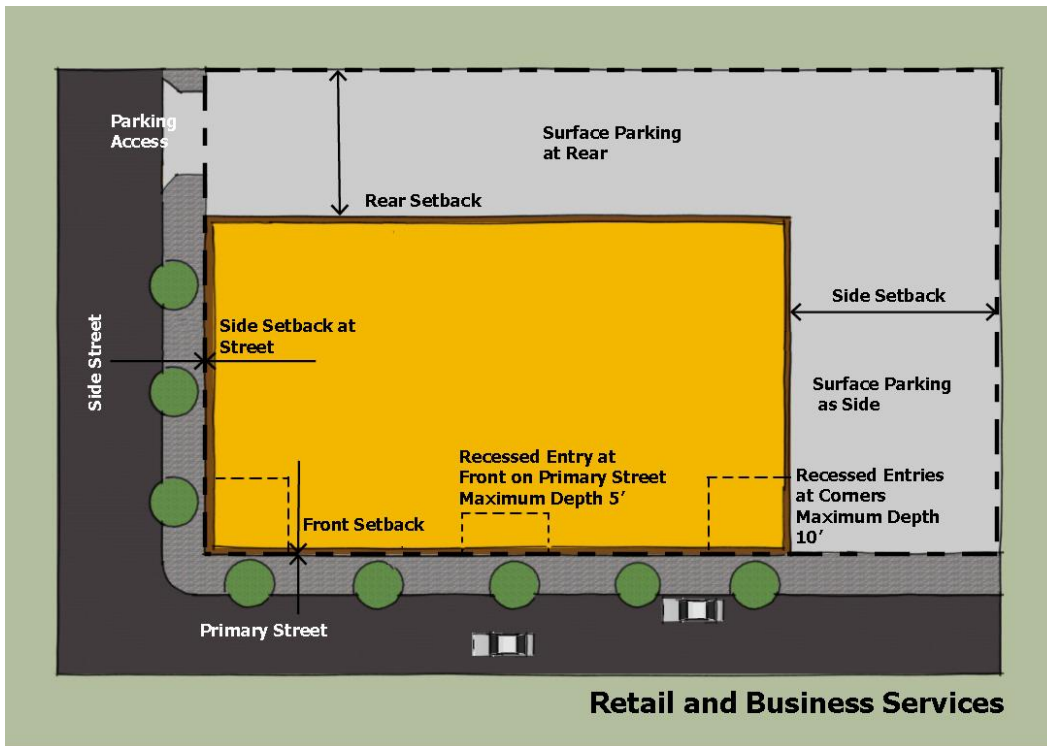 Parking
Access
Surface Parking
at Rear
Rear Setback
Side Setback
Side Setback at
Street
Side Street
Surface Parking
as Side
Recessed Entry at
Front on Primary Street
Maximum Depth 5’
Recessed Entries
at Corners
Maximum Depth
10’
Front Setback
Primary Street
Retail and Business Services